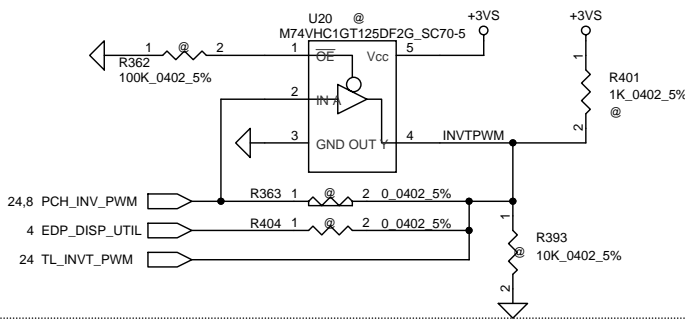 U20 @
M74VHC1GT125DF2G_SC70-5
+3VS
+3VS
1 @ 2
R362
100K_0402_5%
1 OE Vcc 5
2 IN A
3 GND OUT Y 4 INVTPWM
1
R401
1K_0402_5%
@
2
24,8 PCH_INV_PWM
R363 1 @ 2 0_0402_5%
4 EDP_DISP_UTIL
R404 1 @ 2 0_0402_5%
24 TL_INVT_PWM
1
R393
@
10K_0402_5%
2